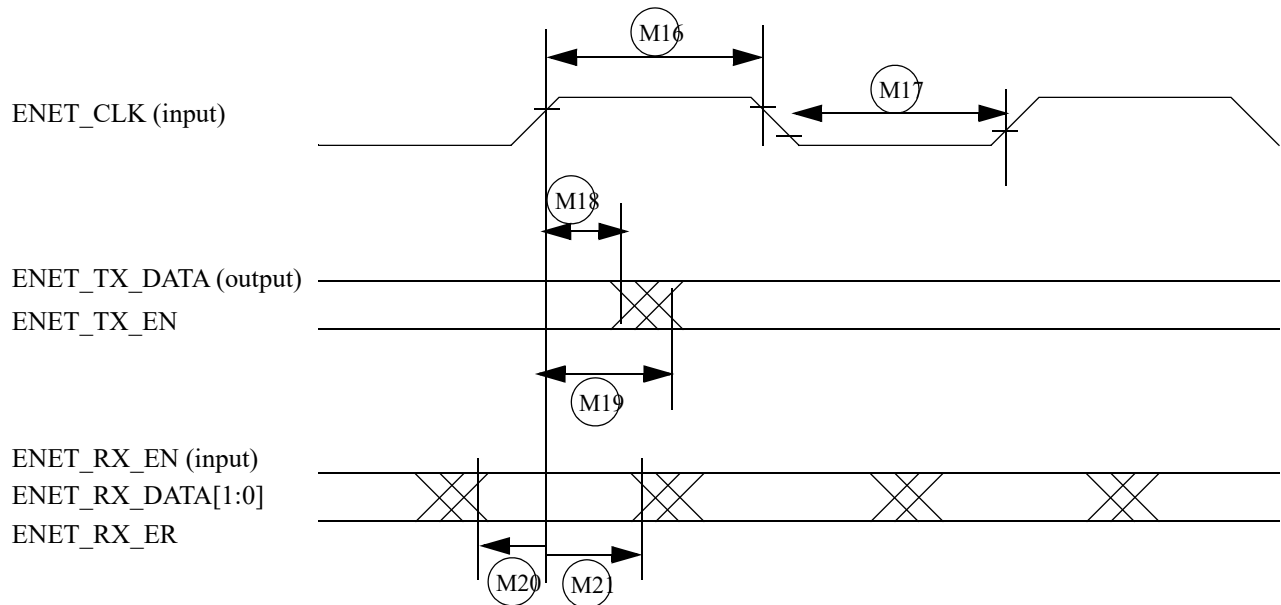 M16
ENET_CLK (input)
M17
M18
ENET_TX_DATA (output)
ENET_TX_EN
M19
ENET_RX_EN (input)
ENET_RX_DATA[1:0]
ENET_RX_ER
M20
M21